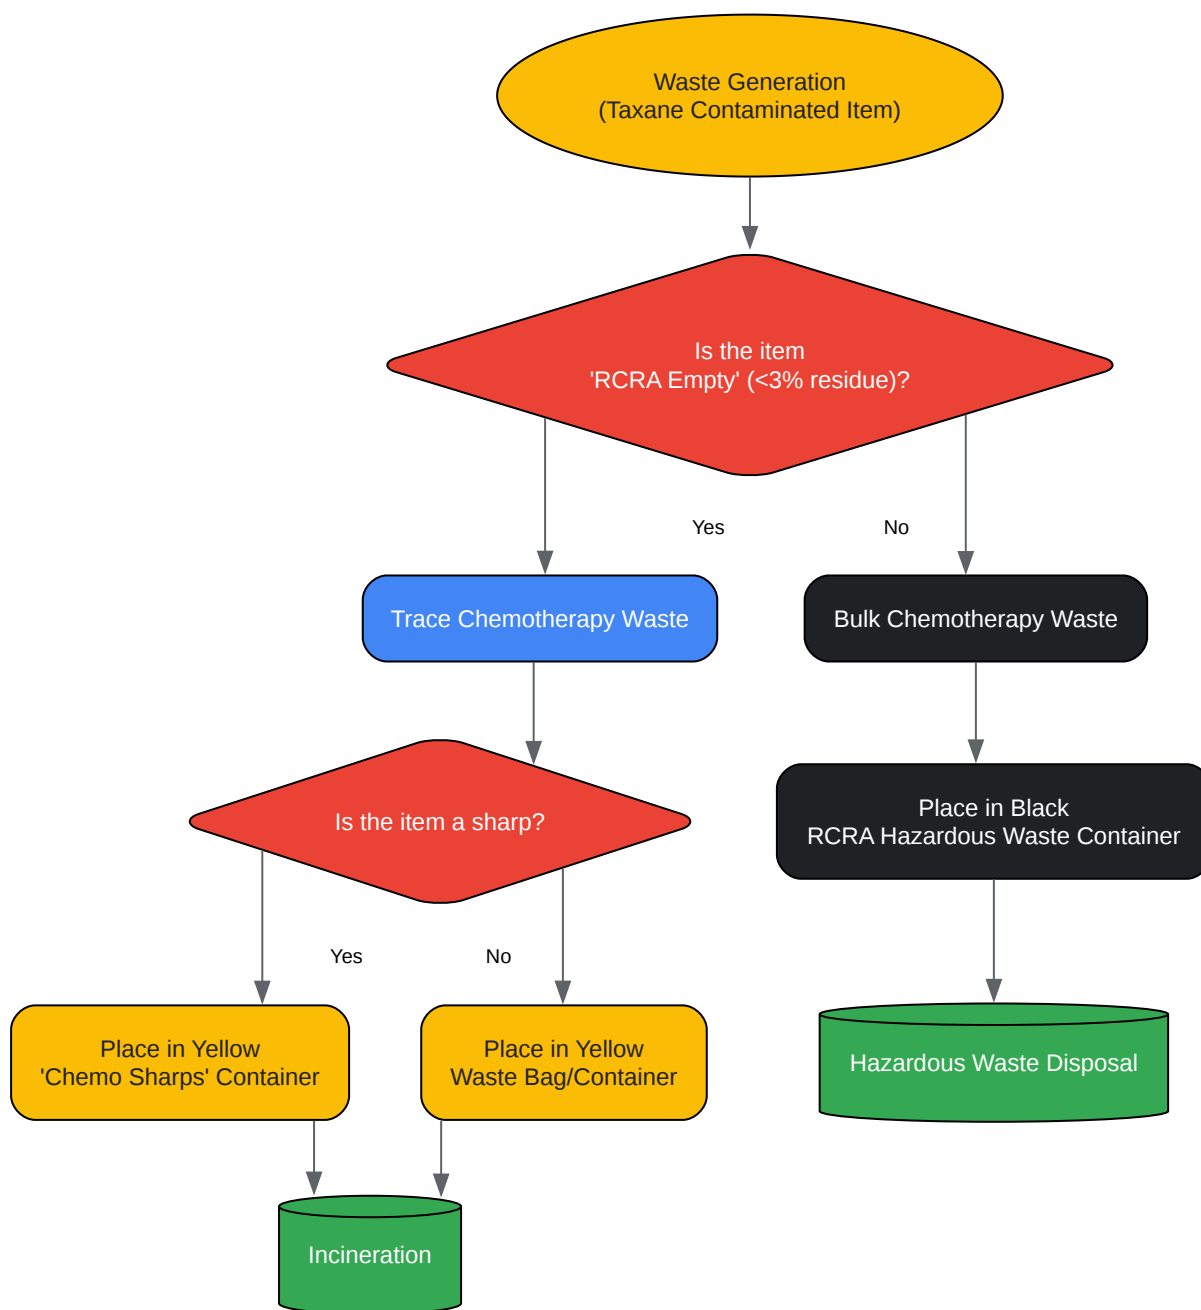 Waste Generation
(Taxane Contaminated Item)
Is the item
'RCRA Empty' (<3% residue)?
Yes
No
Trace Chemotherapy Waste
Bulk Chemotherapy Waste
Is the item a sharp?
Place in Black
RCRA Hazardous Waste Container
Yes
No
Place in Yellow
'Chemo Sharps' Container
Place in Yellow
Waste Bag/Container
Hazardous Waste Disposal
Incineration